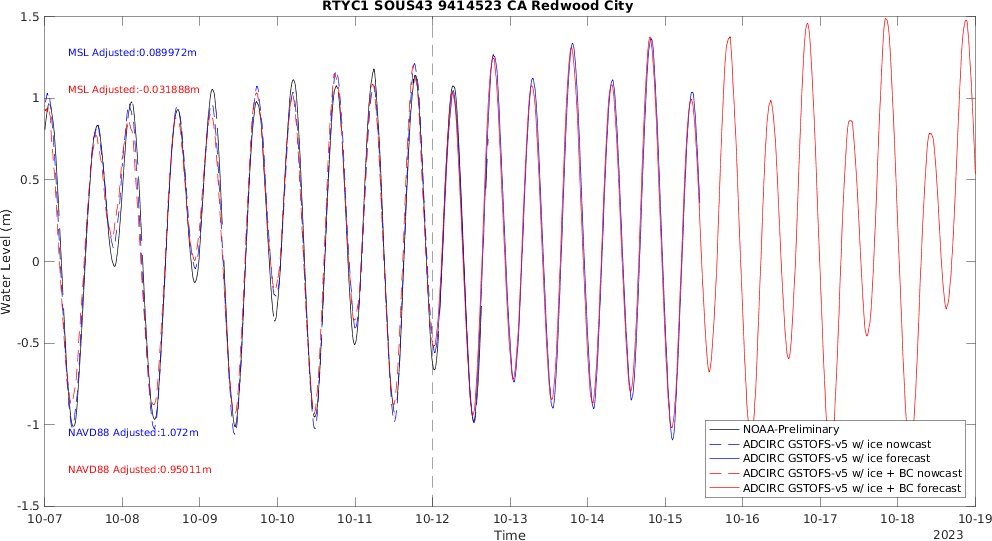 RTYC1 SOUS43 9414523 CA Redwood City
1.5
1
0.5
0
-0.5
-1
-1.5
Water Level (m)
MSL Adjusted:0.089972m
MSL Adjusted:-0.031888m
NAVD88 Adjusted:1.072m
NAVD88 Adjusted:0.95011m
NOAA-Preliminary
ADCIRC GSTOFS-v5 w/ ice nowcast
ADCIRC GSTOFS-v5 w/ ice forecast
ADCIRC GSTOFS-v5 w/ ice + BC nowcast
ADCIRC GSTOFS-v5 w/ ice + BC forecast
10-07 10-08 10-09 10-10 10-11 10-12 10-13 10-14 10-15 10-16 10-17 10-18 10-19
Time
2023